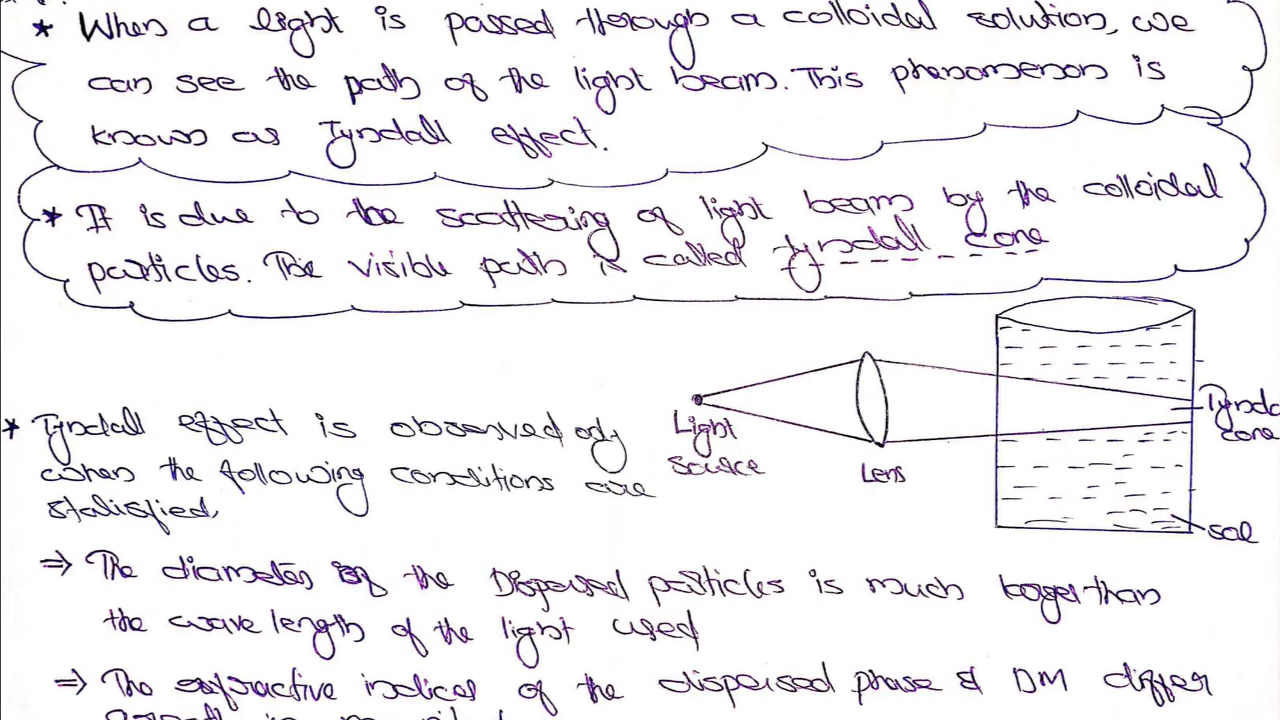 * When a light is passed through a colloidal solution, we
can see the path of the light beam. This phenomenon is
known as Tyndall effect.
* It is due to the scattering of light beam by the colloidal
particles. The visible path is called Tyndall cone
* Tyndall effect is observed only
when the following conditions are
statisfied,
Light
source
Lens
Tynda
cone
sol
⇒ The diameter of the Dispersed particles is much larger than
the wave length of the light used
⇒ The refractive indices of the dispersed phase & DM differ